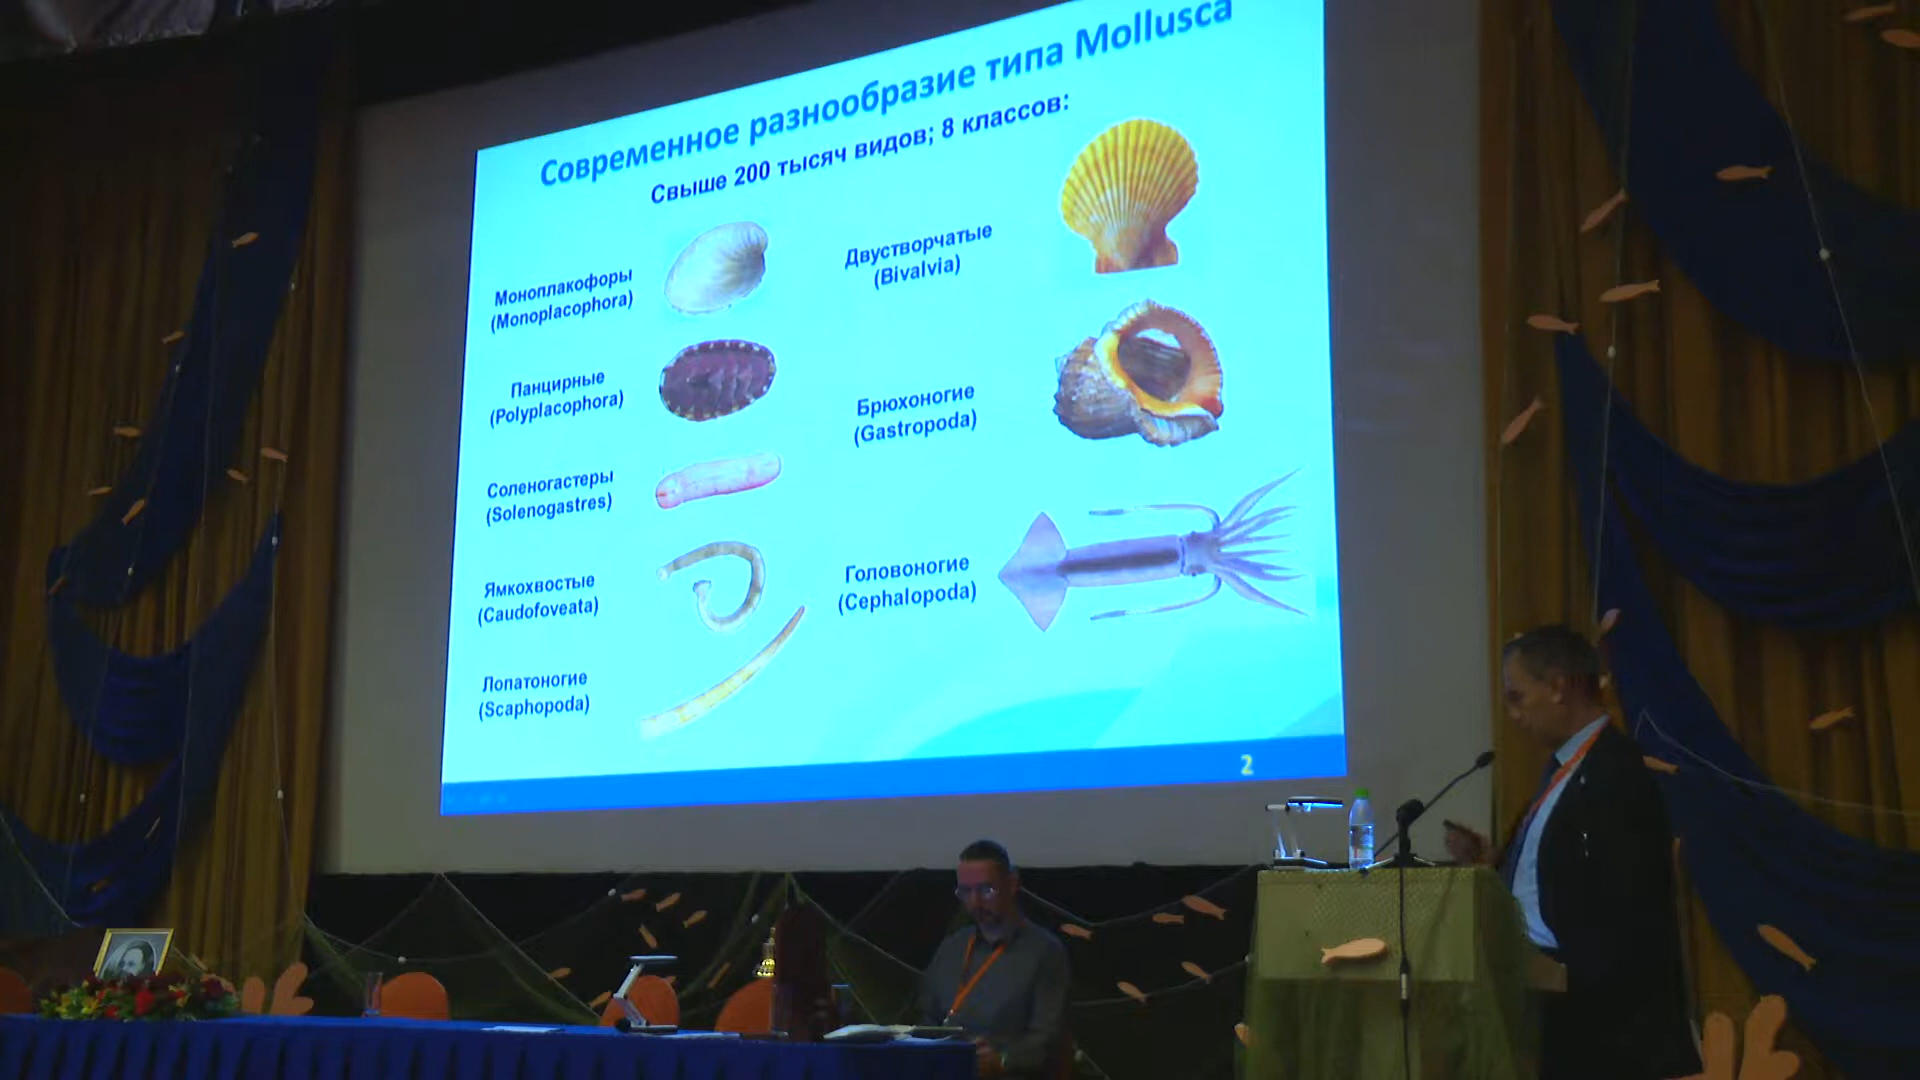 Современное разнообразие типа Mollusca
Свыше 200 тысяч видов; 8 классов:
Моноплакофоры
(Monoplacophora)
Панцирные
(Polyplacophora)
Соленогастеры
(Solenogastres)
Ямкохвостые
(Caudofoveata)
Лопатоногие
(Scaphopoda)
Двустворчатые
(Bivalvia)
Брюхоногие
(Gastropoda)
Головоногие
(Cephalopoda)
2